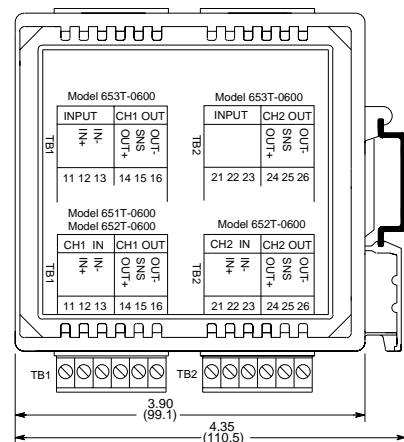 Model 653T-0600
INPUT CH1 OUT
TB1
IN+ IN- OUT+ SNS OUT-
11 12 13 14 15 16
Model 653T-0600
INPUT CH2 OUT
TB2
OUT+ SNS OUT-
21 22 23 24 25 26
Model 651T-0600
Model 652T-0600
CH1 IN CH1 OUT
TB1
IN+ IN- OUT+ SNS OUT-
11 12 13 14 15 16
Model 652T-0600
CH2 IN CH2 OUT
TB2
IN+ IN- OUT+ SNS OUT-
21 22 23 24 25 26
TB1 TB2
3.90
(99.1)
4.35
(110.5)